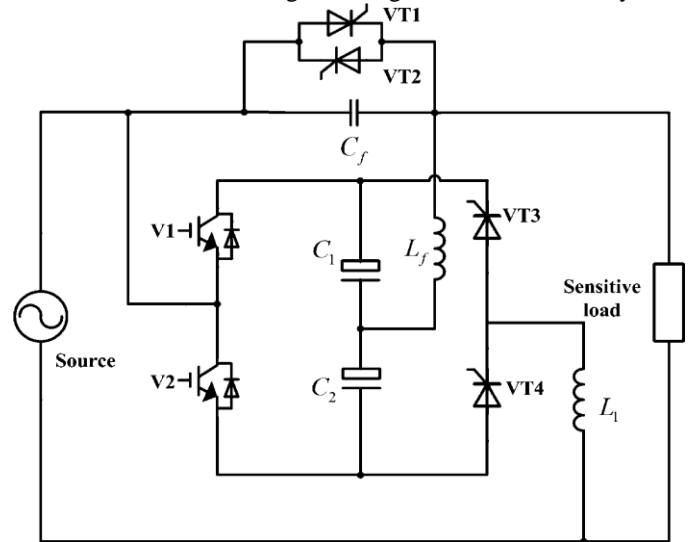 VT1
VT2
C_f
V1
C_1
L_f
VT3
Sensitive
load
Source
V2
C_2
VT4
L_1